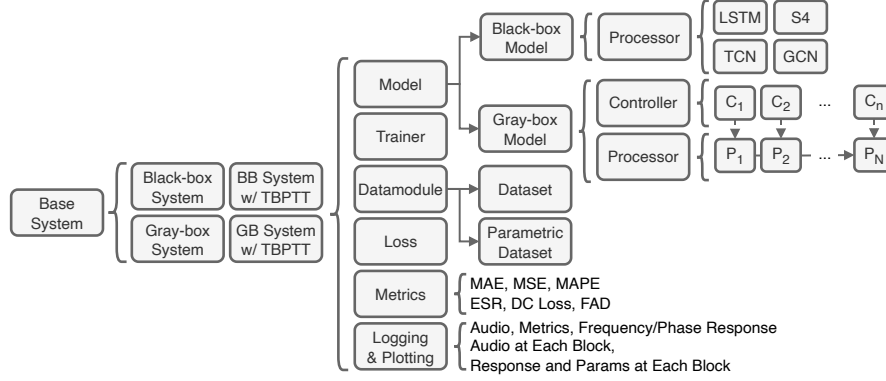 Base
System
Black-box
System
BB System
w/ TBPTT
Gray-box
System
GB System
w/ TBPTT
Model
Trainer
Datamodule
Loss
Metrics
Logging
& Plotting
Black-box
Model
Processor
LSTM
S4
TCN
GCN
Gray-box
Model
Controller
C1
C2
...
Cn
Processor
P1
P2
...
PN
Dataset
Parametric
Dataset
MAE, MSE, MAPE
ESR, DC Loss, FAD
Audio, Metrics, Frequency/Phase Response
Audio at Each Block,
Response and Params at Each Block